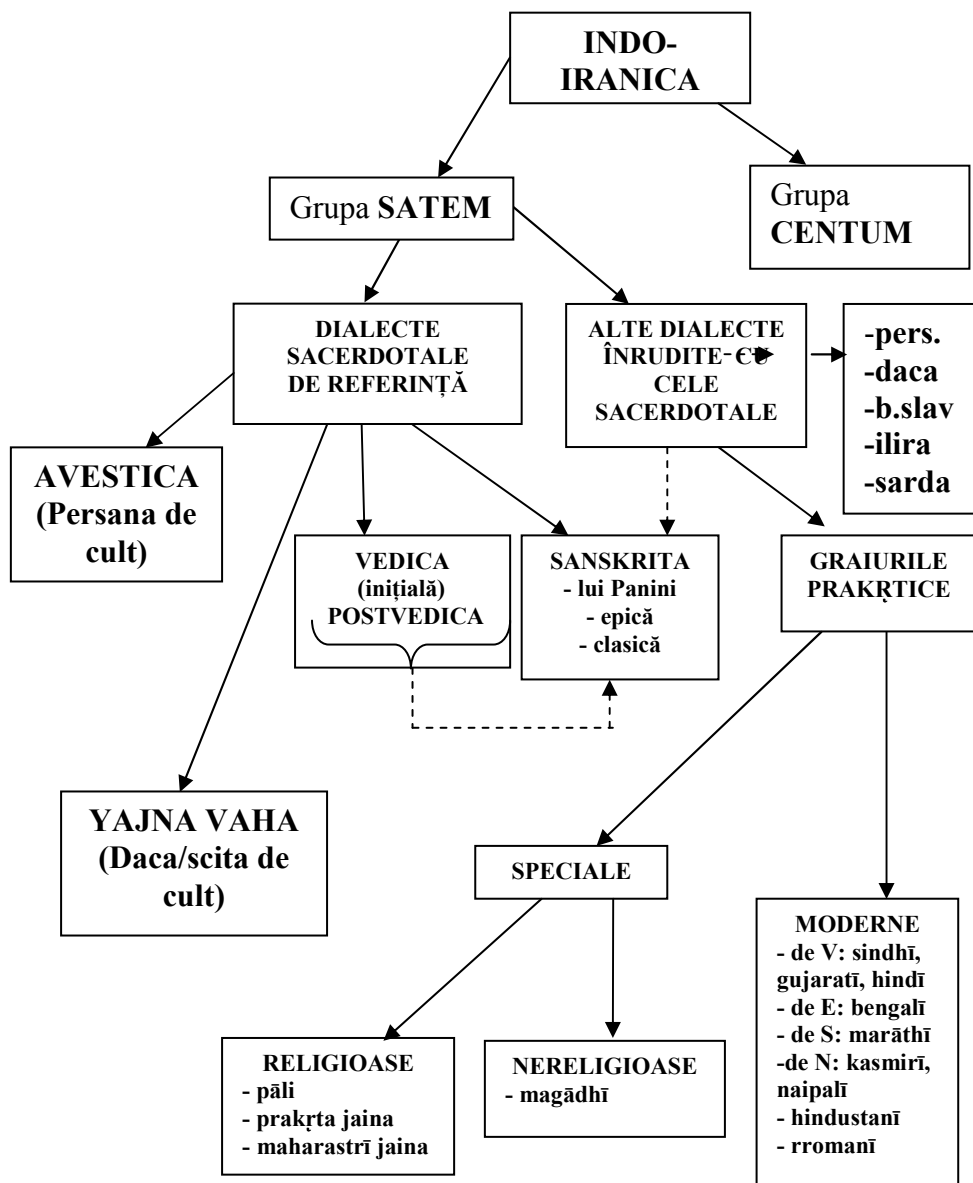 INDO-
IRANICA
Grupa SATEM
Grupa
CENTUM
DIALECTE
SACERDOTALE
DE REFERINȚĂ
ALTE DIALECTE
ÎNRUDITE CU
CELE
SACERDOTALE
-pers.
-daca
-b.slav
-ilira
-sarda
AVESTICA
(Persana de
cult)
VEDICA
(inițială)
POSTVEDICA
SANSKRITA
- lui Panini
- epică
- clasică
GRAIURILE
PRAKṚTICE
YAJNA VAHA
(Daca/scita de
cult)
SPECIALE
RELIGIOASE
- pāli
- prakṛta jaina
- maharastrī jaina
NERELIGIOASE
- magādhī
MODERNE
- de V: sindhī,
gujaratī, hindī
- de E: bengalī
- de S: marāthī
-de N: kasmirī,
naipalī
- hindustanī
- rromanī